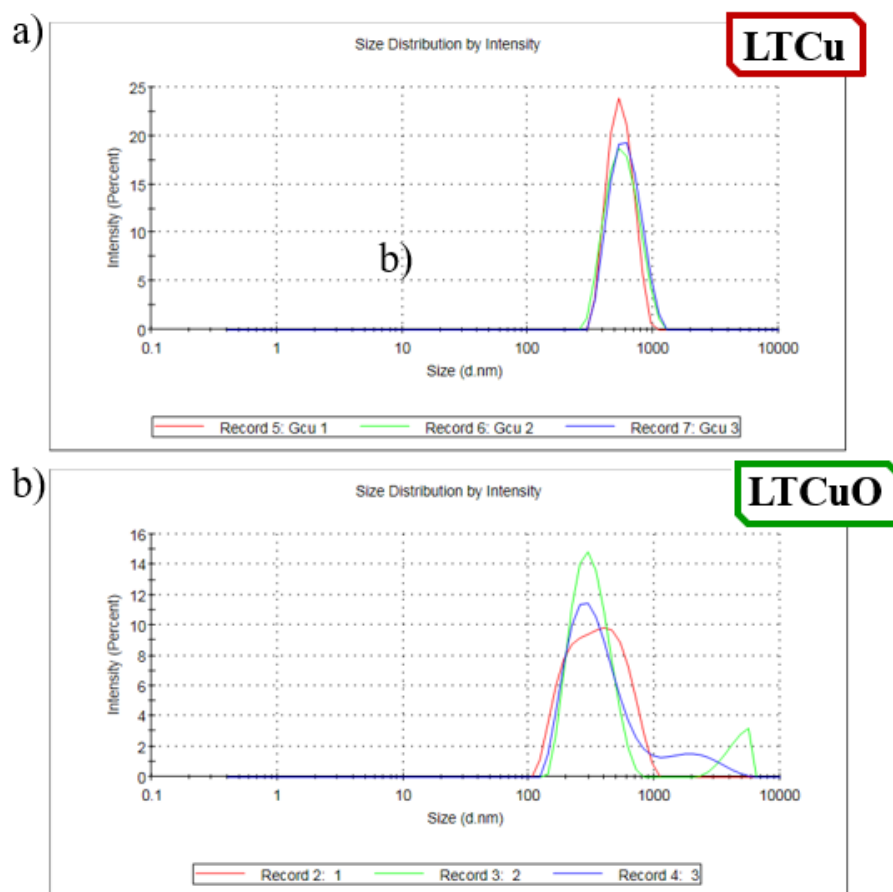 a)
LTCu
Size Distribution by Intensity
25
20
15
10
5
0
Intensity (Percent)
b)
0.1 1 10 100 1000 10000
Size (d.nm)
Record 5: Gcu 1 Record 6: Gcu 2 Record 7: Gcu 3
b)
LTCuO
Size Distribution by Intensity
16
14
12
10
8
6
4
2
0
Intensity (Percent)
0.1 1 10 100 1000 10000
Size (d.nm)
Record 2: 1 Record 3: 2 Record 4: 3